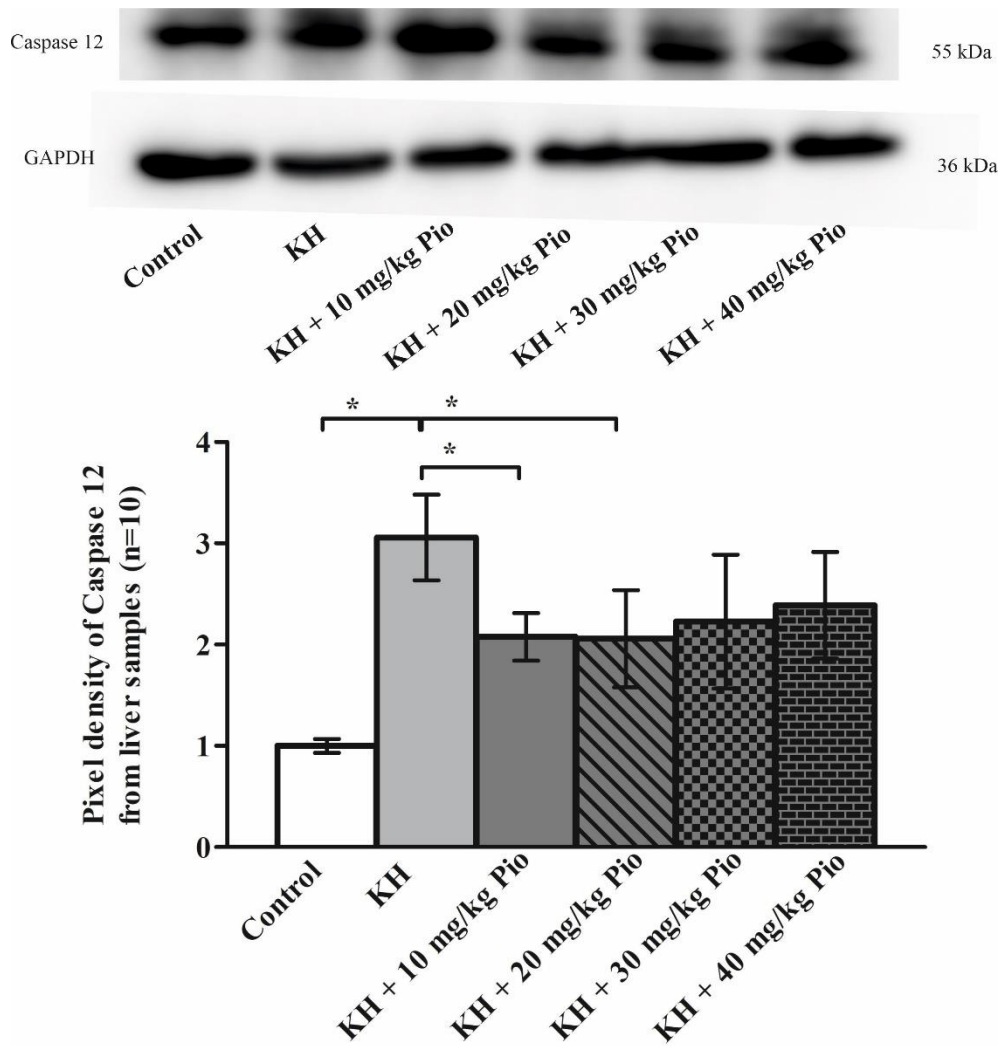 Caspase 12
55 kDa
GAPDH
36 kDa
Control
KH
KH + 10 mg/kg Pio
KH + 20 mg/kg Pio
KH + 30 mg/kg Pio
KH + 40 mg/kg Pio
* *
*
Pixel density of Caspase 12
from liver samples (n=10)
4
3
2
1
0
Control
KH
KH + 10 mg/kg Pio
KH + 20 mg/kg Pio
KH + 30 mg/kg Pio
KH + 40 mg/kg Pio